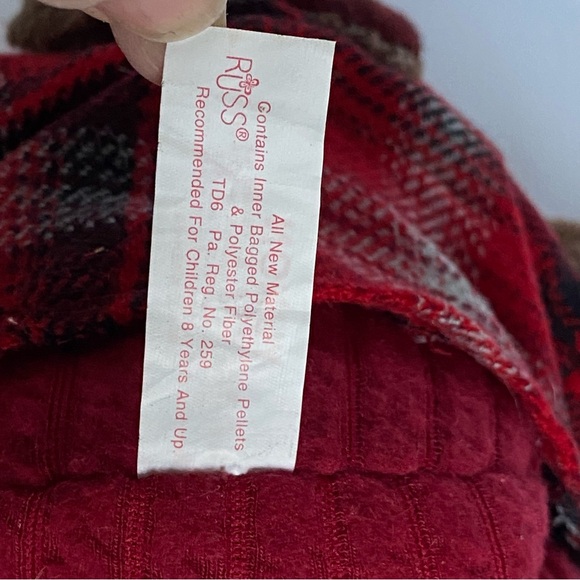 RUSS®
All New Material
Contains Inner Bagged Polyethylene Pellets
& Polyester Fiber
TD6 Pa. Reg. No. 259
Recommended For Children 8 Years And Up.